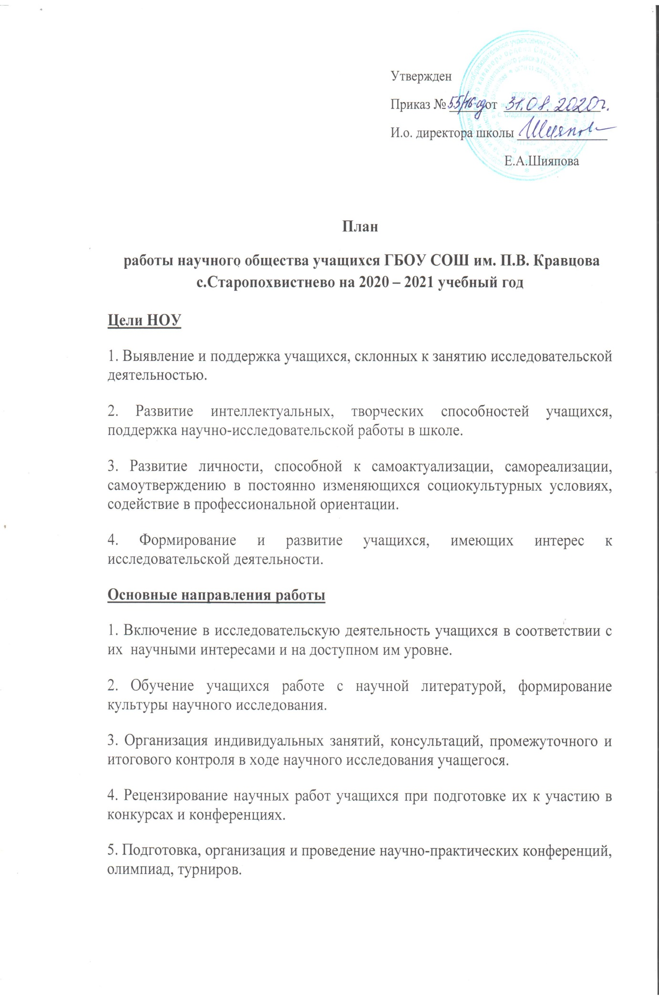 Утвержден
Приказ № 55/16-од от 31.08.2020г.
И.о. директора школы Шияпова
Е.А.Шияпова
ГБОУ СОШ
План
работы научного общества учащихся ГБОУ СОШ им. П.В. Кравцова
с.Старопохвистнево на 2020 – 2021 учебный год
Цели НОУ
1. Выявление и поддержка учащихся, склонных к занятию исследовательской
деятельностью.
2. Развитие интеллектуальных, творческих способностей учащихся,
поддержка научно-исследовательской работы в школе.
3. Развитие личности, способной к самоактуализации, самореализации,
самоутверждению в постоянно изменяющихся социокультурных условиях,
содействие в профессиональной ориентации.
4. Формирование и развитие учащихся, имеющих интерес к
исследовательской деятельности.
Основные направления работы
1. Включение в исследовательскую деятельность учащихся в соответствии с
их научными интересами и на доступном им уровне.
2. Обучение учащихся работе с научной литературой, формирование
культуры научного исследования.
3. Организация индивидуальных занятий, консультаций, промежуточного и
итогового контроля в ходе научного исследования учащегося.
4. Рецензирование научных работ учащихся при подготовке их к участию в
конкурсах и конференциях.
5. Подготовка, организация и проведение научно-практических конференций,
олимпиад, турниров.